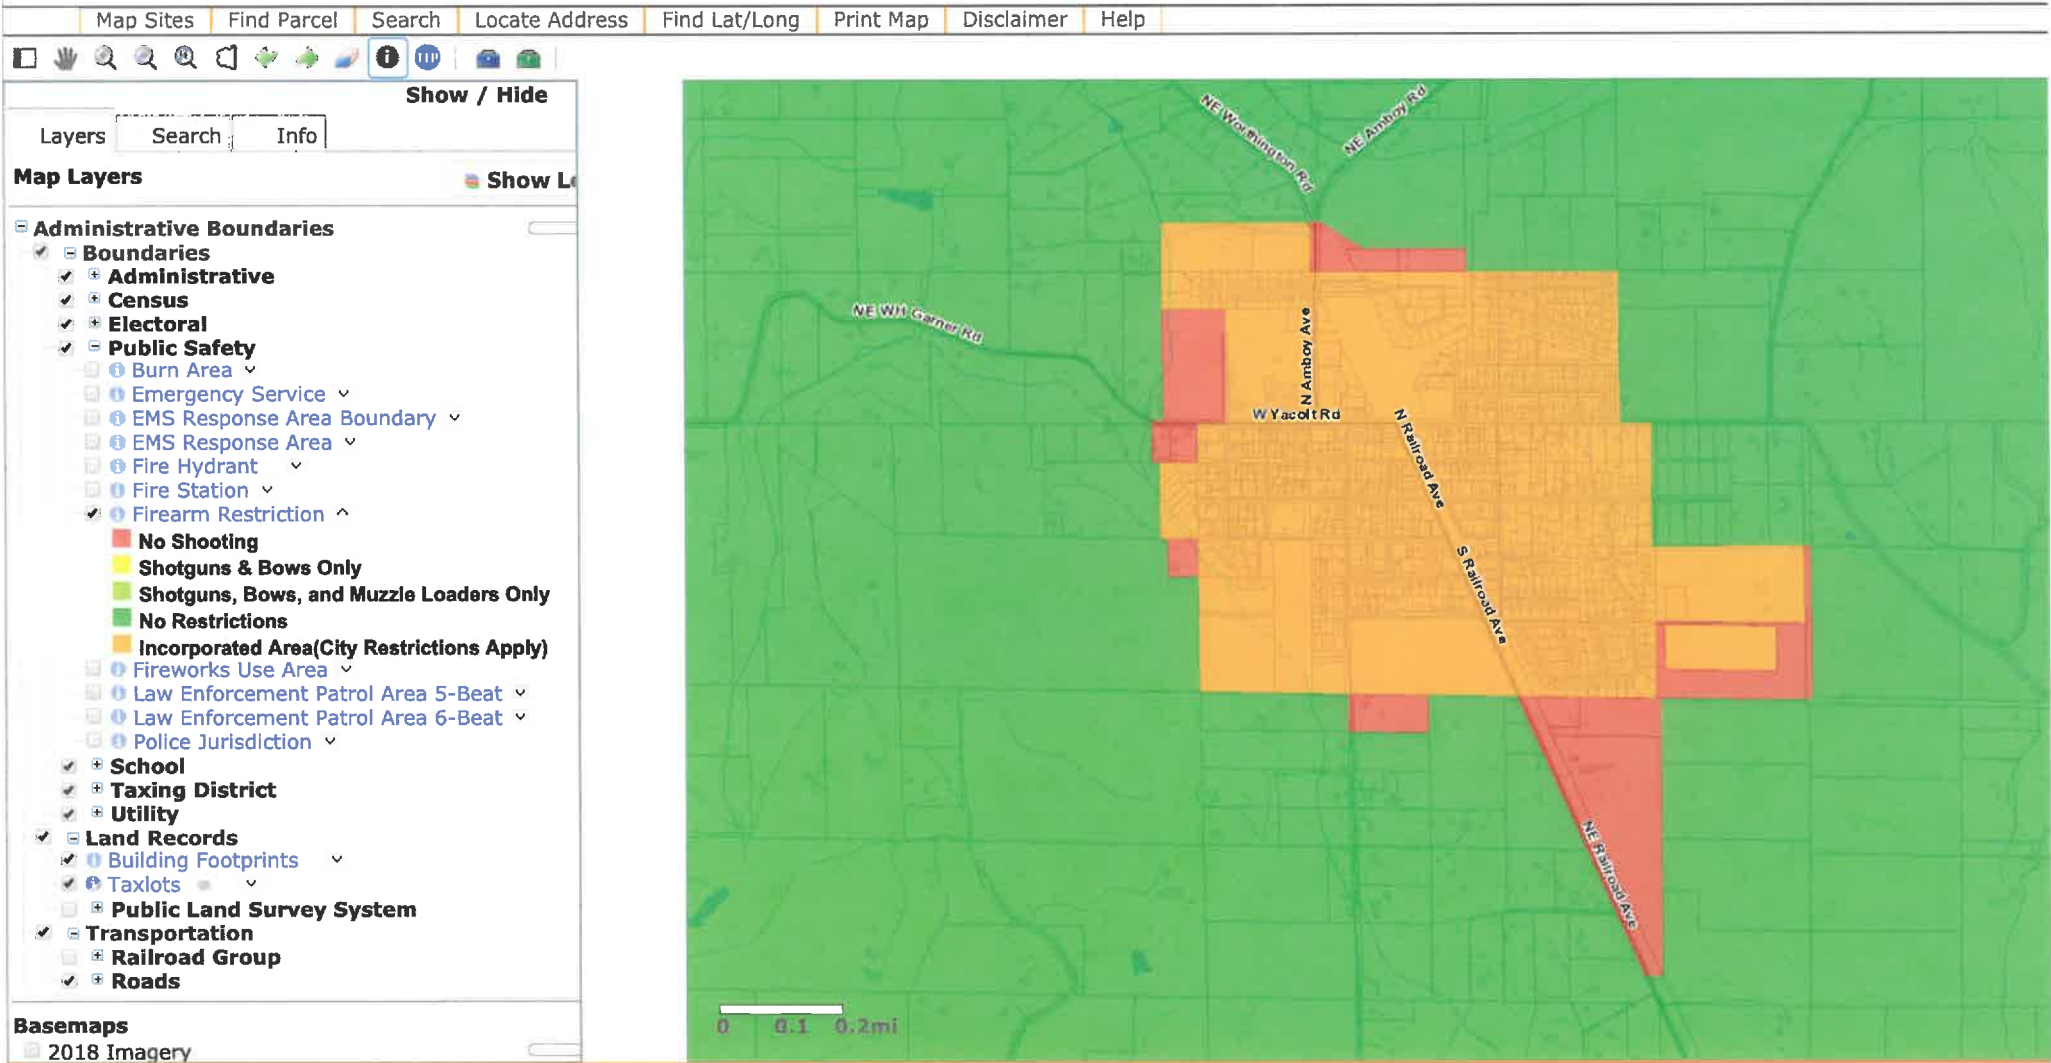 Map Sites Find Parcel Search Locate Address Find Lat/Long Print Map Disclaimer Help
TIP
Show / Hide
Layers Search Info
Map Layers
Show L
Administrative Boundaries
Boundaries
Administrative
Census
Electoral
Public Safety
Burn Area
Emergency Service
EMS Response Area Boundary
EMS Response Area
Fire Hydrant
Fire Station
Firearm Restriction
No Shooting
Shotguns & Bows Only
Shotguns, Bows, and Muzzle Loaders Only
No Restrictions
Incorporated Area(City Restrictions Apply)
Fireworks Use Area
Law Enforcement Patrol Area 5-Beat
Law Enforcement Patrol Area 6-Beat
Police Jurisdiction
School
Taxing District
Utility
Land Records
Building Footprints
Taxlots
Public Land Survey System
Transportation
Railroad Group
Roads
Basemaps
2018 Imagery
NE Worthington Rd
NE Amboy Rd
NE WH Garner Rd
N Amboy Ave
W Yacolt Rd
N Railroad Ave
S Railroad Ave
NE Railroad Ave
0 0.1 0.2mi